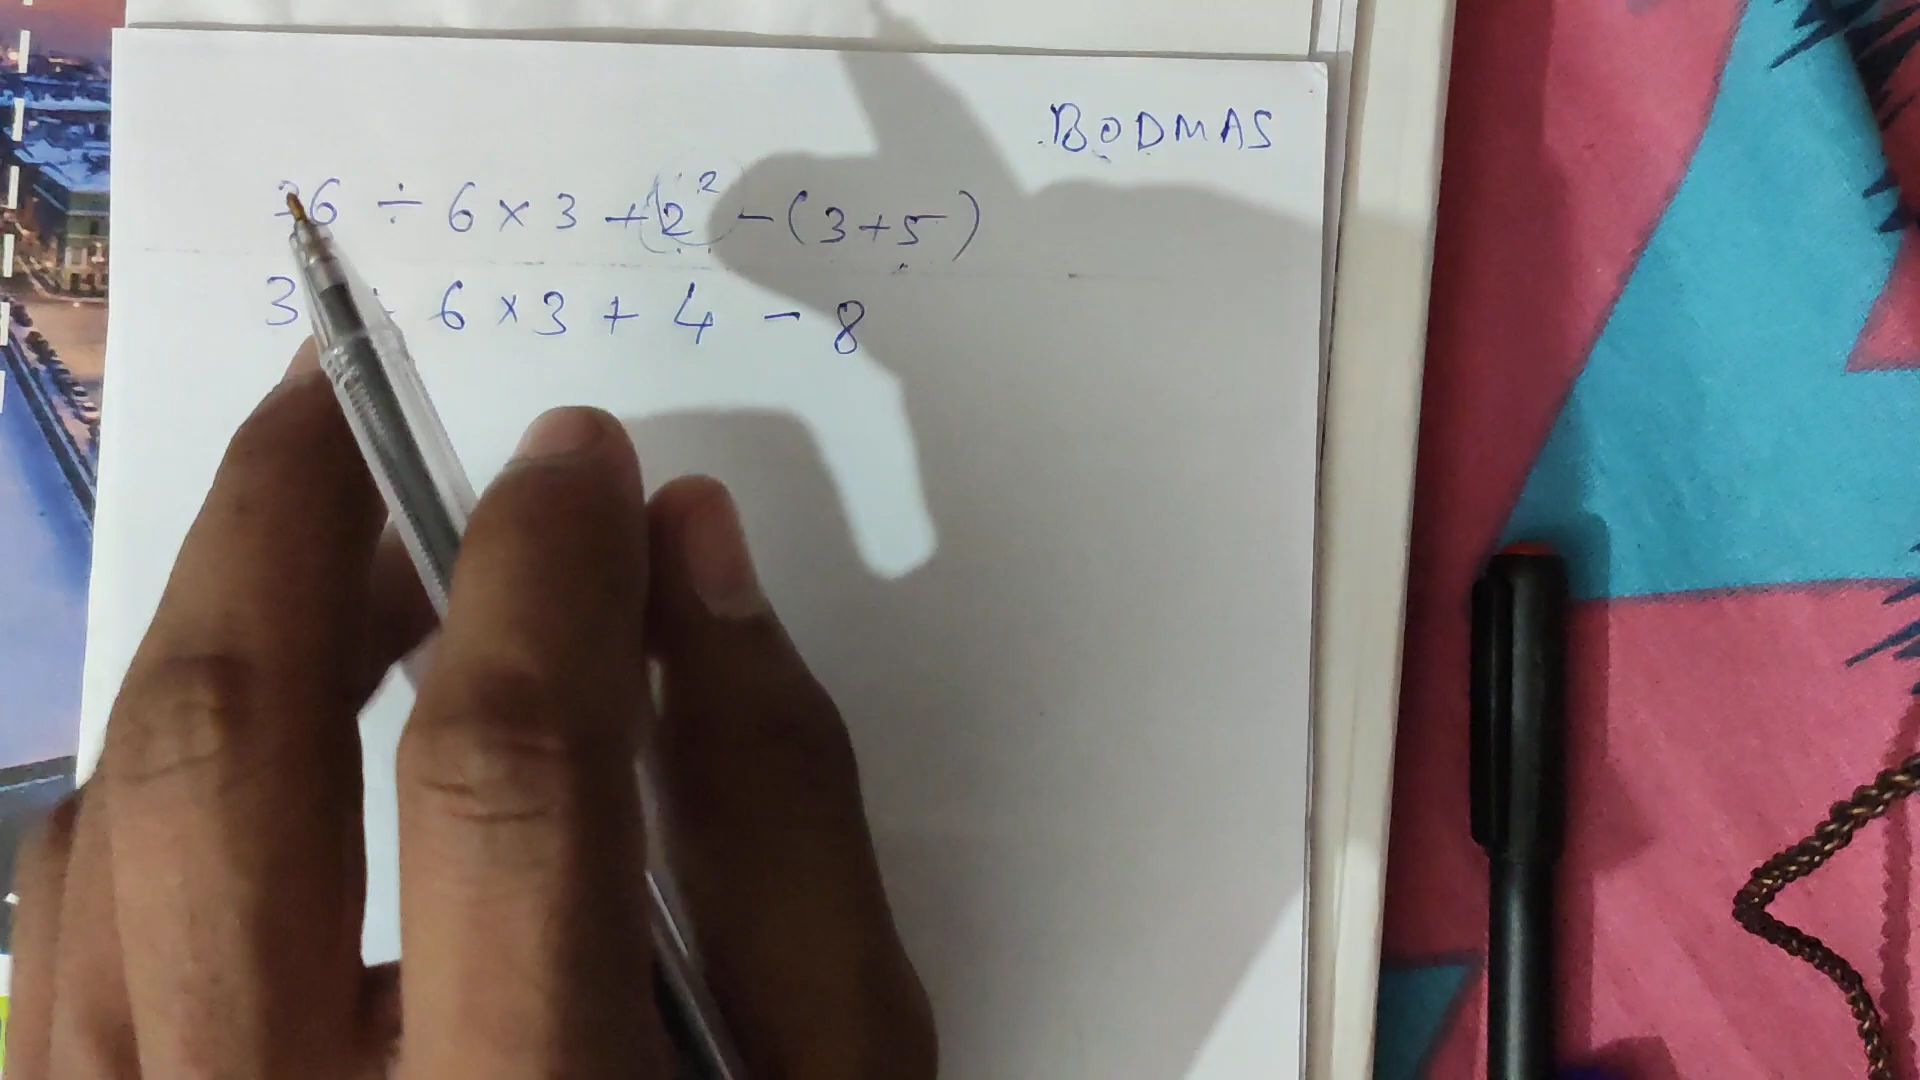 BODMAS
36 ÷ 6 × 3 + 2² - (3+5)
3 6 × 3 + 4 - 8